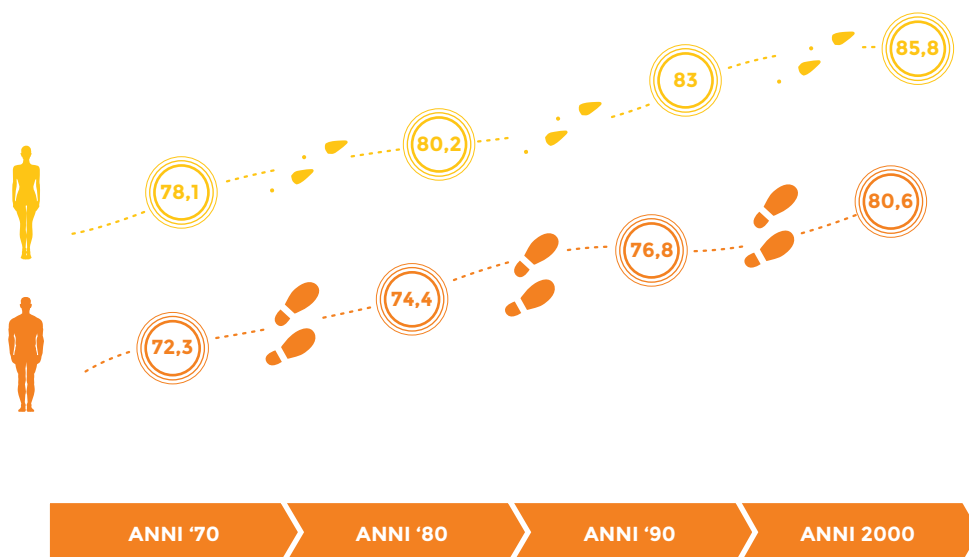 78,1
80,2
83
85,8
72,3
74,4
76,8
80,6
ANNI ‘70
ANNI ‘80
ANNI ‘90
ANNI 2000